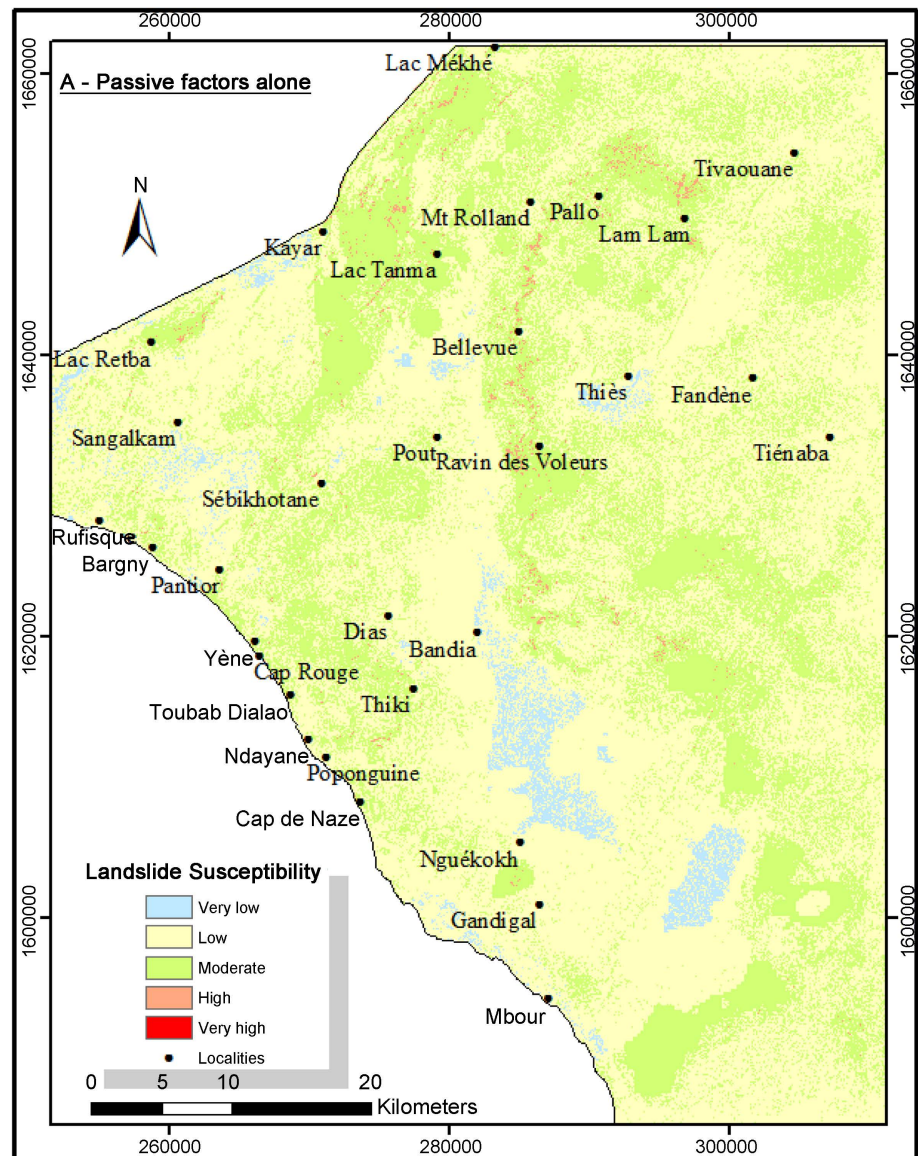 260000 280000 300000
1660000 1660000
Lac Mékhé
A - Passive factors alone
Tivaouane
N
Mt Rolland
Pallo
Lam Lam
Kayar
Lac Tanma
1640000 1640000
Bellevue
Lac Retba
Thiès
Fandène
Sangalkam
Pout
Ravin des Voleurs
Tiénaba
Sébikhotane
Rufisque
Bargny
Pantior
1620000 1620000
Dias
Bandia
Yène
Cap Rouge
Thiki
Toubab Dialao
Ndayane
Poponguine
Cap de Naze
Nguékokh
Landslide Susceptibility
Very low
Gandigal
1600000 1600000
Low
Moderate
High
Mbour
Very high
Localities
0 5 10 20
Kilometers
260000 280000 300000